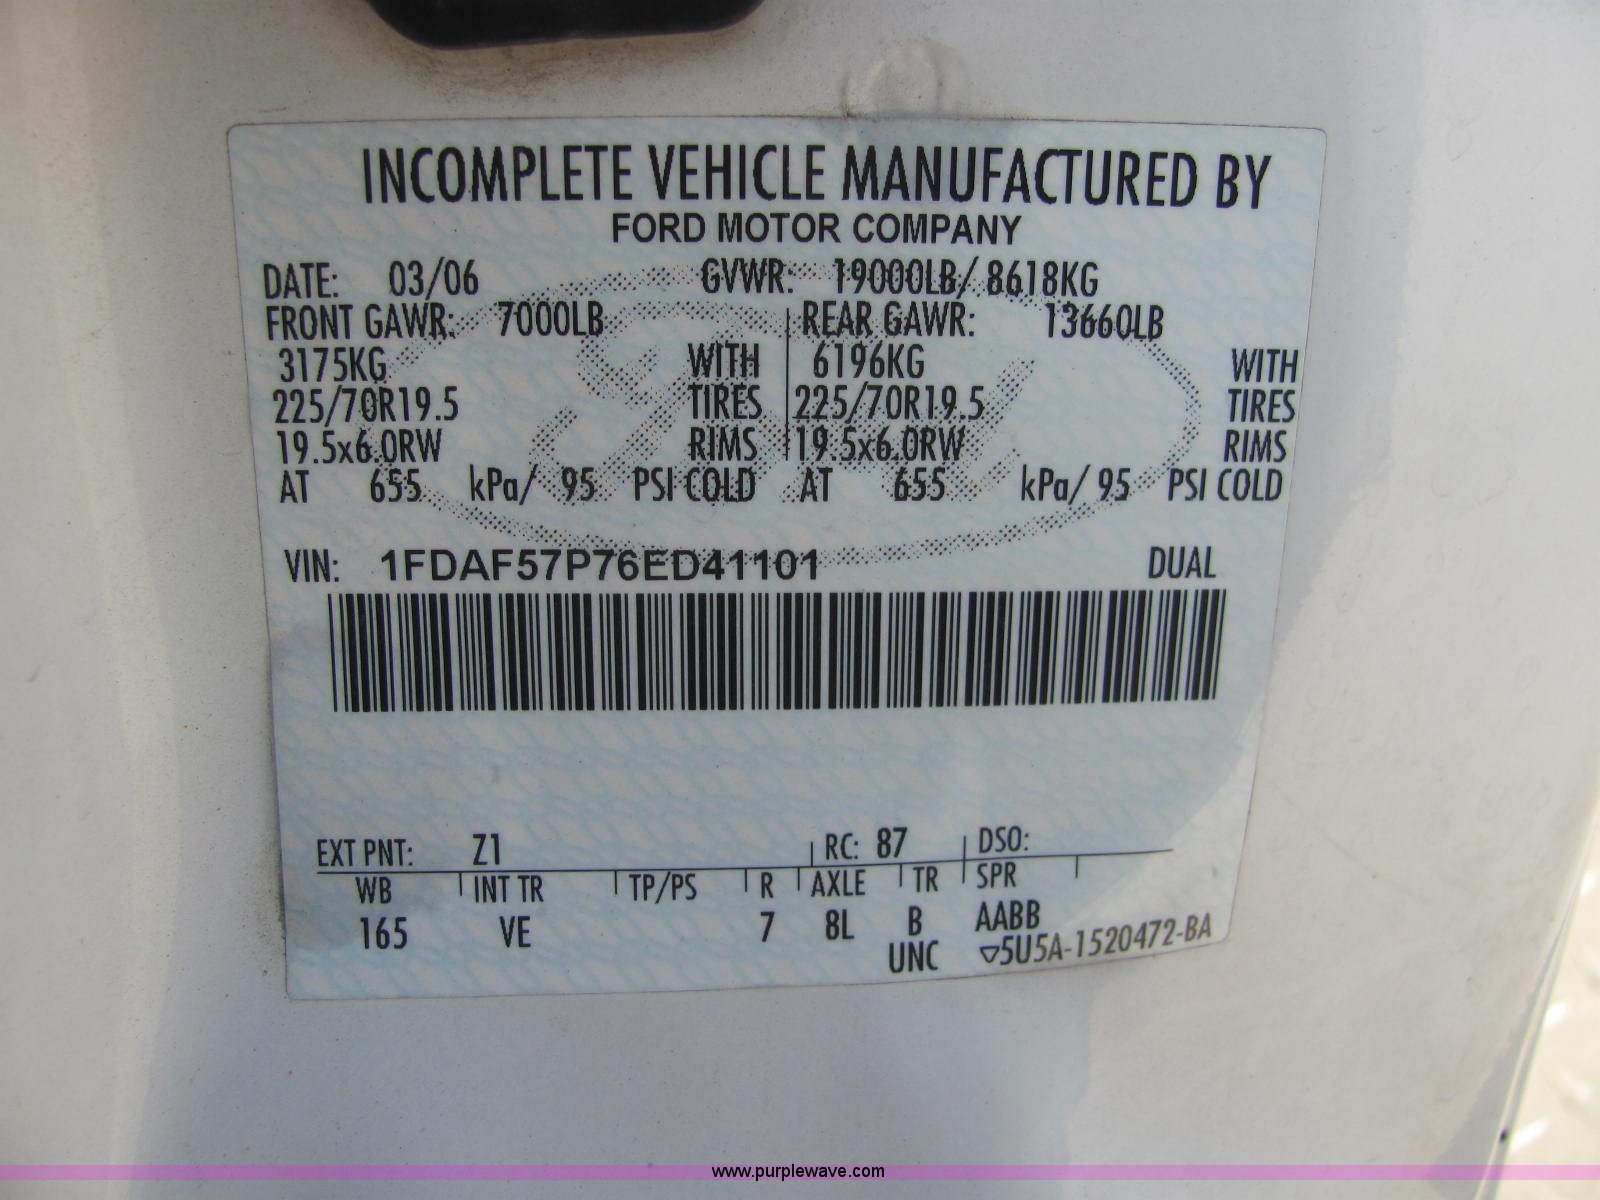 INCOMPLETE VEHICLE MANUFACTURED BY
FORD MOTOR COMPANY
DATE: 03/06 GVWR: 19000LB/ 8618KG
FRONT GAWR: 7000LB REAR GAWR: 13660LB
3175KG WITH 6196KG WITH
225/70R19.5 TIRES 225/70R19.5 TIRES
19.5x6.0RW RIMS 19.5x6.0RW RIMS
AT 655 kPa/ 95 PSI COLD AT 655 kPa/ 95 PSI COLD
VIN: 1FDAF57P76ED41101 DUAL
EXT PNT: Z1 RC: 87 DSO:
WB INT TR TP/PS R AXLE TR SPR
165 VE 7 8L B AABB
UNC ▽5U5A-1520472-BA
www.purplewave.com